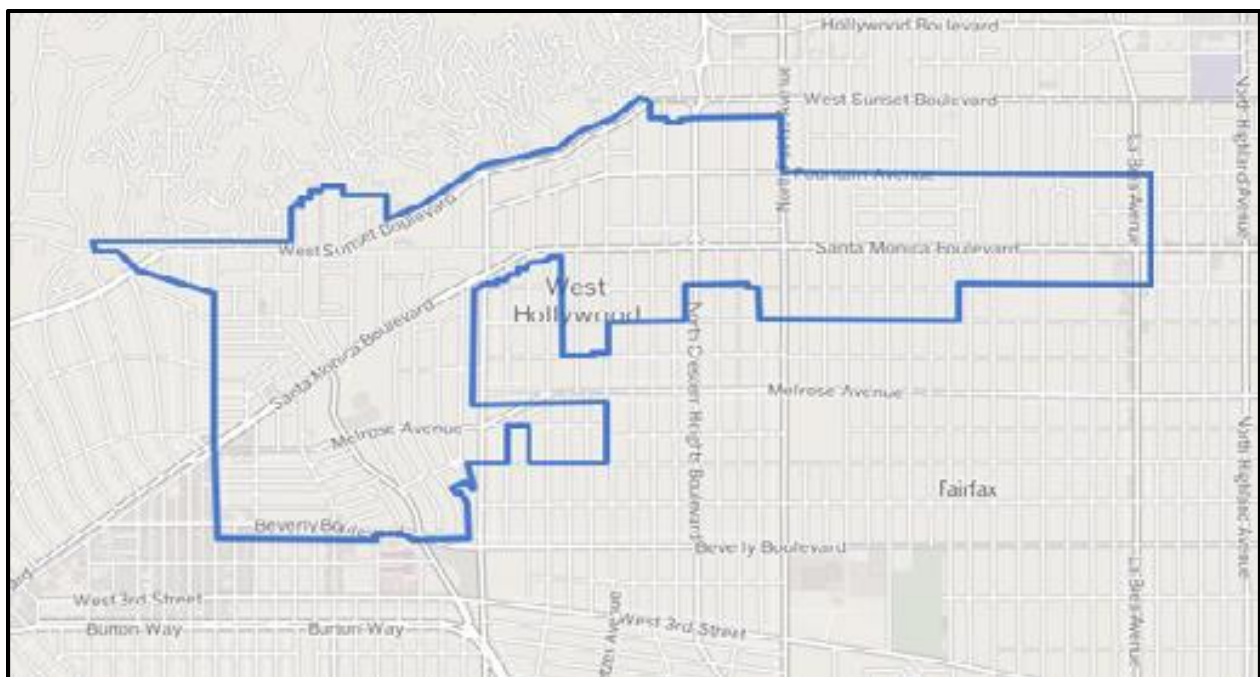 Hollywood Boulevard
West Sunset Boulevard
Fountain Avenue
La Brea Avenue
North Highland Avenue
West Sunset Boulevard
Santa Monica Boulevard
West
Hollywood
Santa Monica Boulevard
North Crescent Heights Boulevard
Melrose Avenue
Melrose Avenue
Fairfax
North Highland Avenue
Beverly Boulevard
Beverly Boulevard
La Brea Avenue
West 3rd Street
West 3rd Street
Burton Way
Burton Way